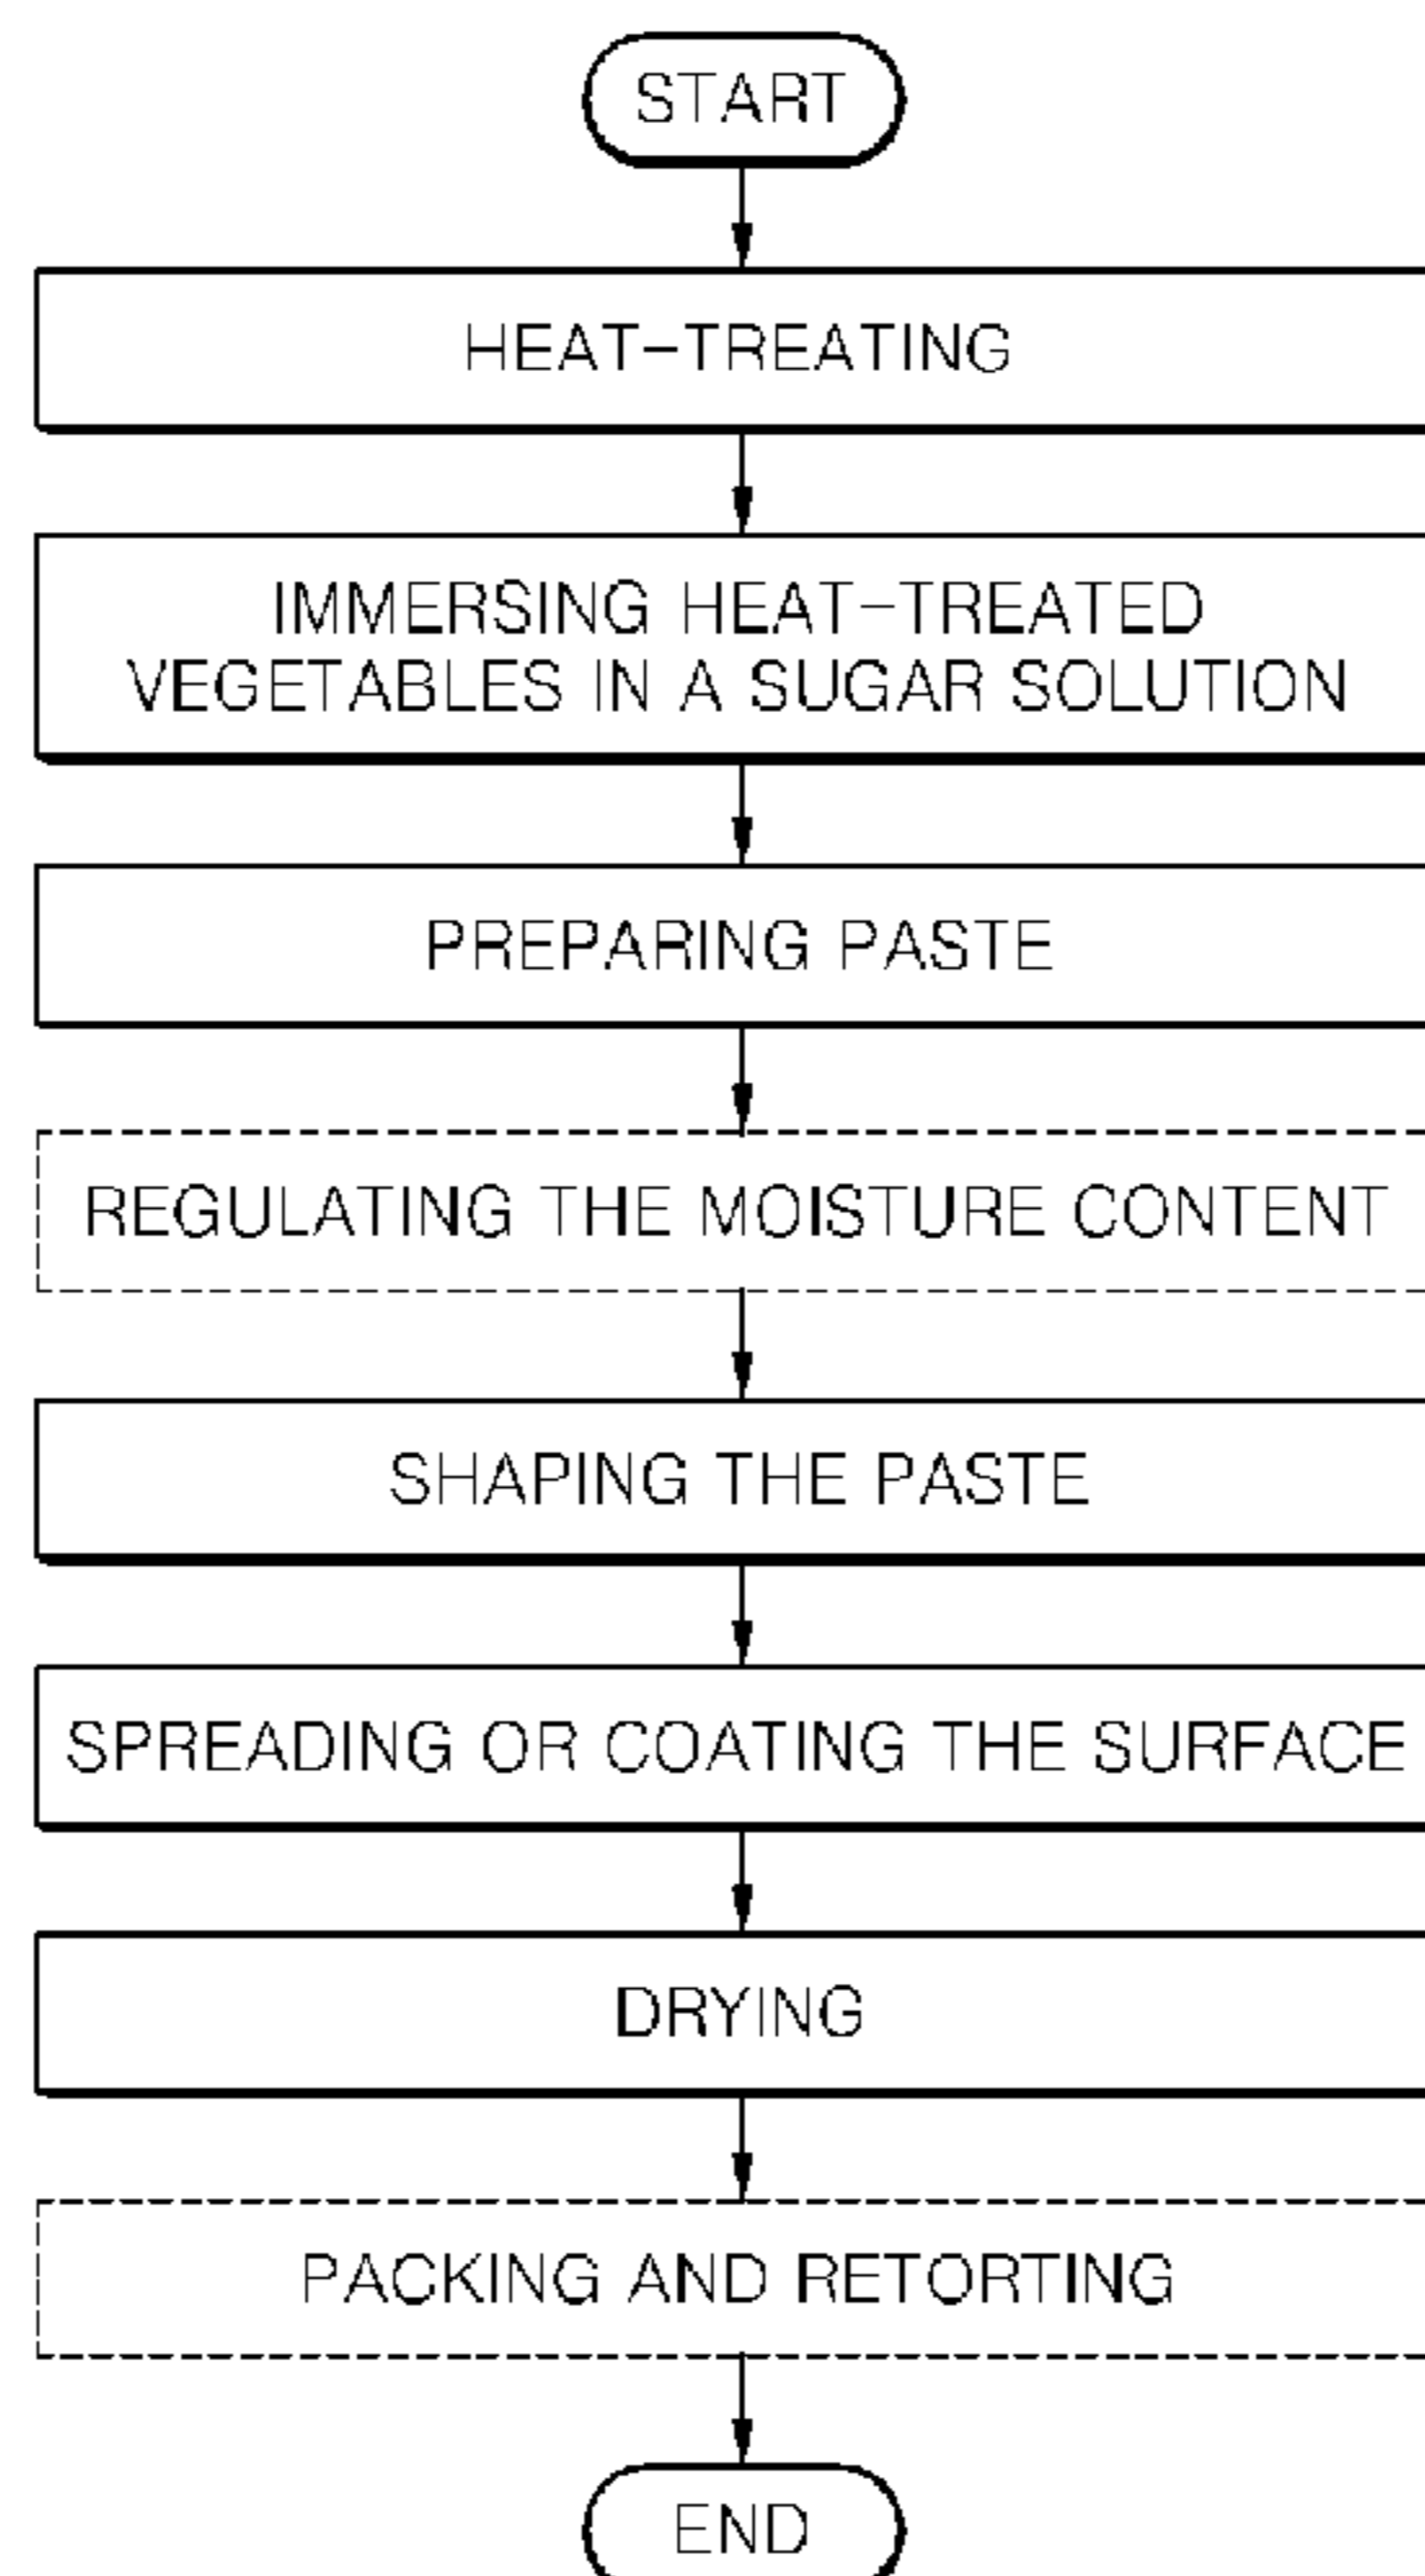 START
HEAT-TREATING
IMMERSING HEAT-TREATED
VEGETABLES IN A SUGAR SOLUTION
PREPARING PASTE
REGULATING THE MOISTURE CONTENT
SHAPING THE PASTE
SPREADING OR COATING THE SURFACE
DRYING
PACKING AND RETORTING
END